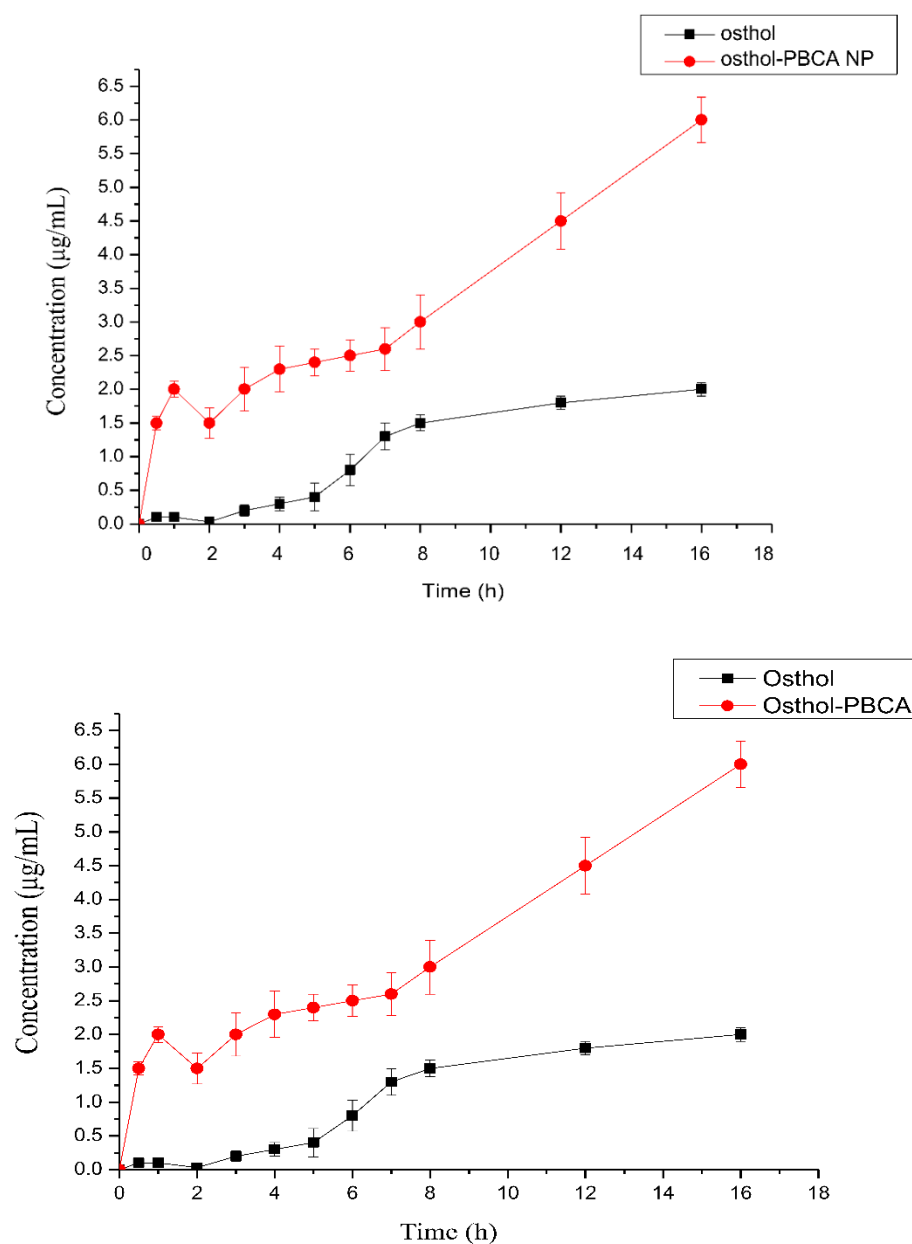 osthol
osthol-PBCA NP
6.5
6.0
5.5
5.0
4.5
4.0
3.5
3.0
2.5
2.0
1.5
1.0
0.5
0.0
Concentration (μg/mL)
0 2 4 6 8 10 12 14 16 18
Time (h)
Osthol
Osthol-PBCA
6.5
6.0
5.5
5.0
4.5
4.0
3.5
3.0
2.5
2.0
1.5
1.0
0.5
0.0
Concentration (μg/mL)
0 2 4 6 8 10 12 14 16 18
Time (h)